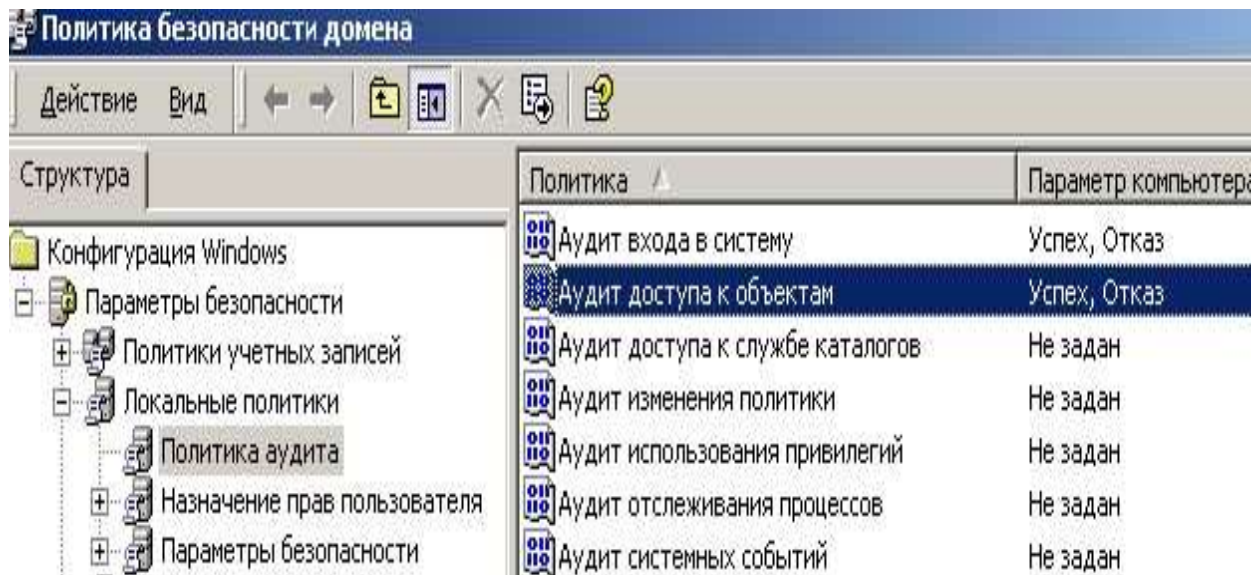 Политика безопасности домена
Действие Вид
Структура
Конфигурация Windows
Параметры безопасности
Политики учетных записей
Локальные политики
Политика аудита
Назначение прав пользователя
Параметры безопасности
Политика Параметр компьютера
Аудит входа в систему Успех, Отказ
Аудит доступа к объектам Успех, Отказ
Аудит доступа к службе каталогов Не задан
Аудит изменения политики Не задан
Аудит использования привилегий Не задан
Аудит отслеживания процессов Не задан
Аудит системных событий Не задан